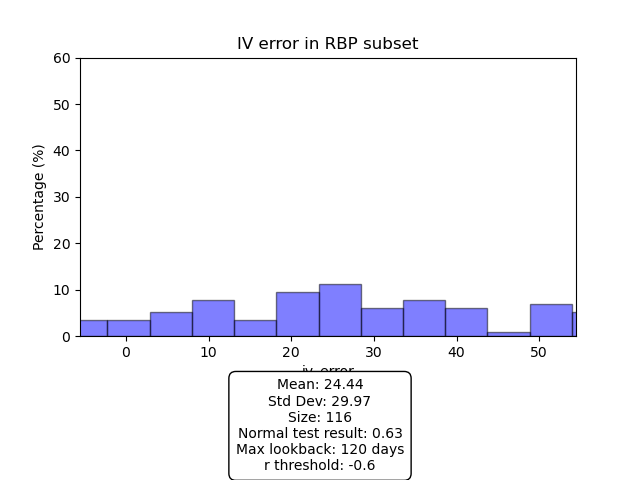 IV error in RBP subset
60
50
40
30
20
10
0
Percentage (%)
0 10 20 30 40 50
iv_error
Mean: 24.44
Std Dev: 29.97
Size: 116
Normal test result: 0.63
Max lookback: 120 days
r threshold: -0.6